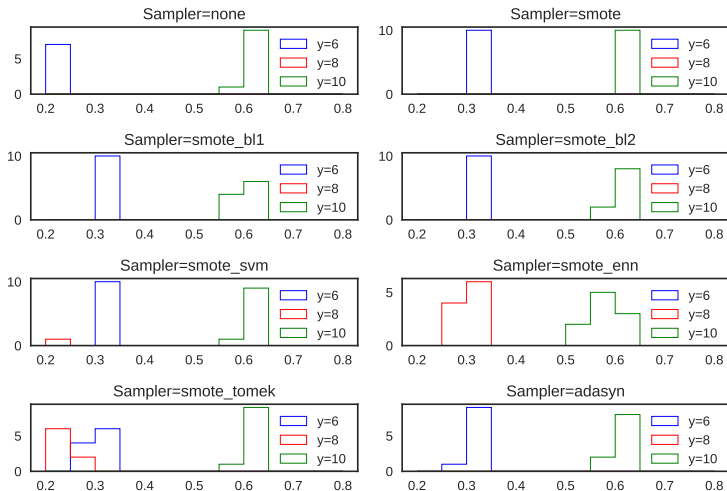 Sampler=none
5
0
0.2 0.3 0.4 0.5 0.6 0.7 0.8
y=6
y=8
y=10
Sampler=smote
10
0
0.2 0.3 0.4 0.5 0.6 0.7 0.8
y=6
y=8
y=10
Sampler=smote_bl1
10
0
0.2 0.3 0.4 0.5 0.6 0.7 0.8
y=6
y=8
y=10
Sampler=smote_bl2
10
0
0.2 0.3 0.4 0.5 0.6 0.7 0.8
y=6
y=8
y=10
Sampler=smote_svm
10
0
0.2 0.3 0.4 0.5 0.6 0.7 0.8
y=6
y=8
y=10
Sampler=smote_enn
5
0
0.2 0.3 0.4 0.5 0.6 0.7 0.8
y=6
y=8
y=10
Sampler=smote_tomek
5
0
0.2 0.3 0.4 0.5 0.6 0.7 0.8
y=6
y=8
y=10
Sampler=adasyn
5
0
0.2 0.3 0.4 0.5 0.6 0.7 0.8
y=6
y=8
y=10